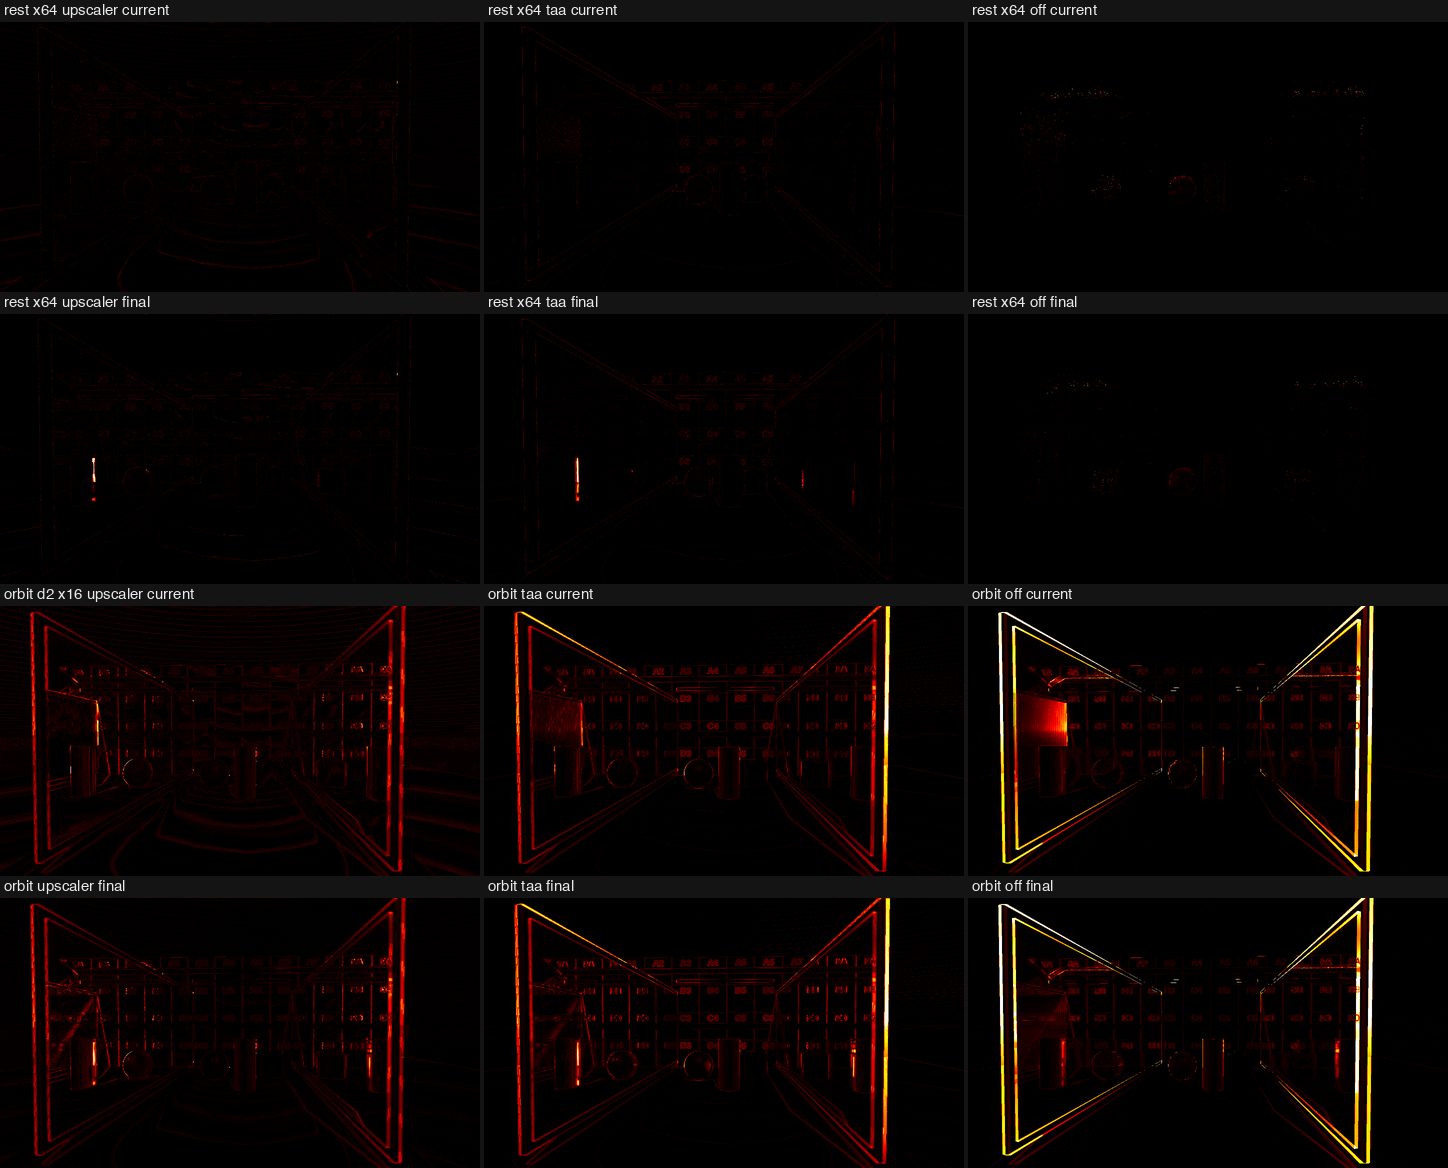 rest x64 upscaler current
rest x64 taa current
rest x64 off current
rest x64 upscaler final
rest x64 taa final
rest x64 off final
orbit d2 x16 upscaler current
orbit taa current
orbit off current
orbit upscaler final
orbit taa final
orbit off final